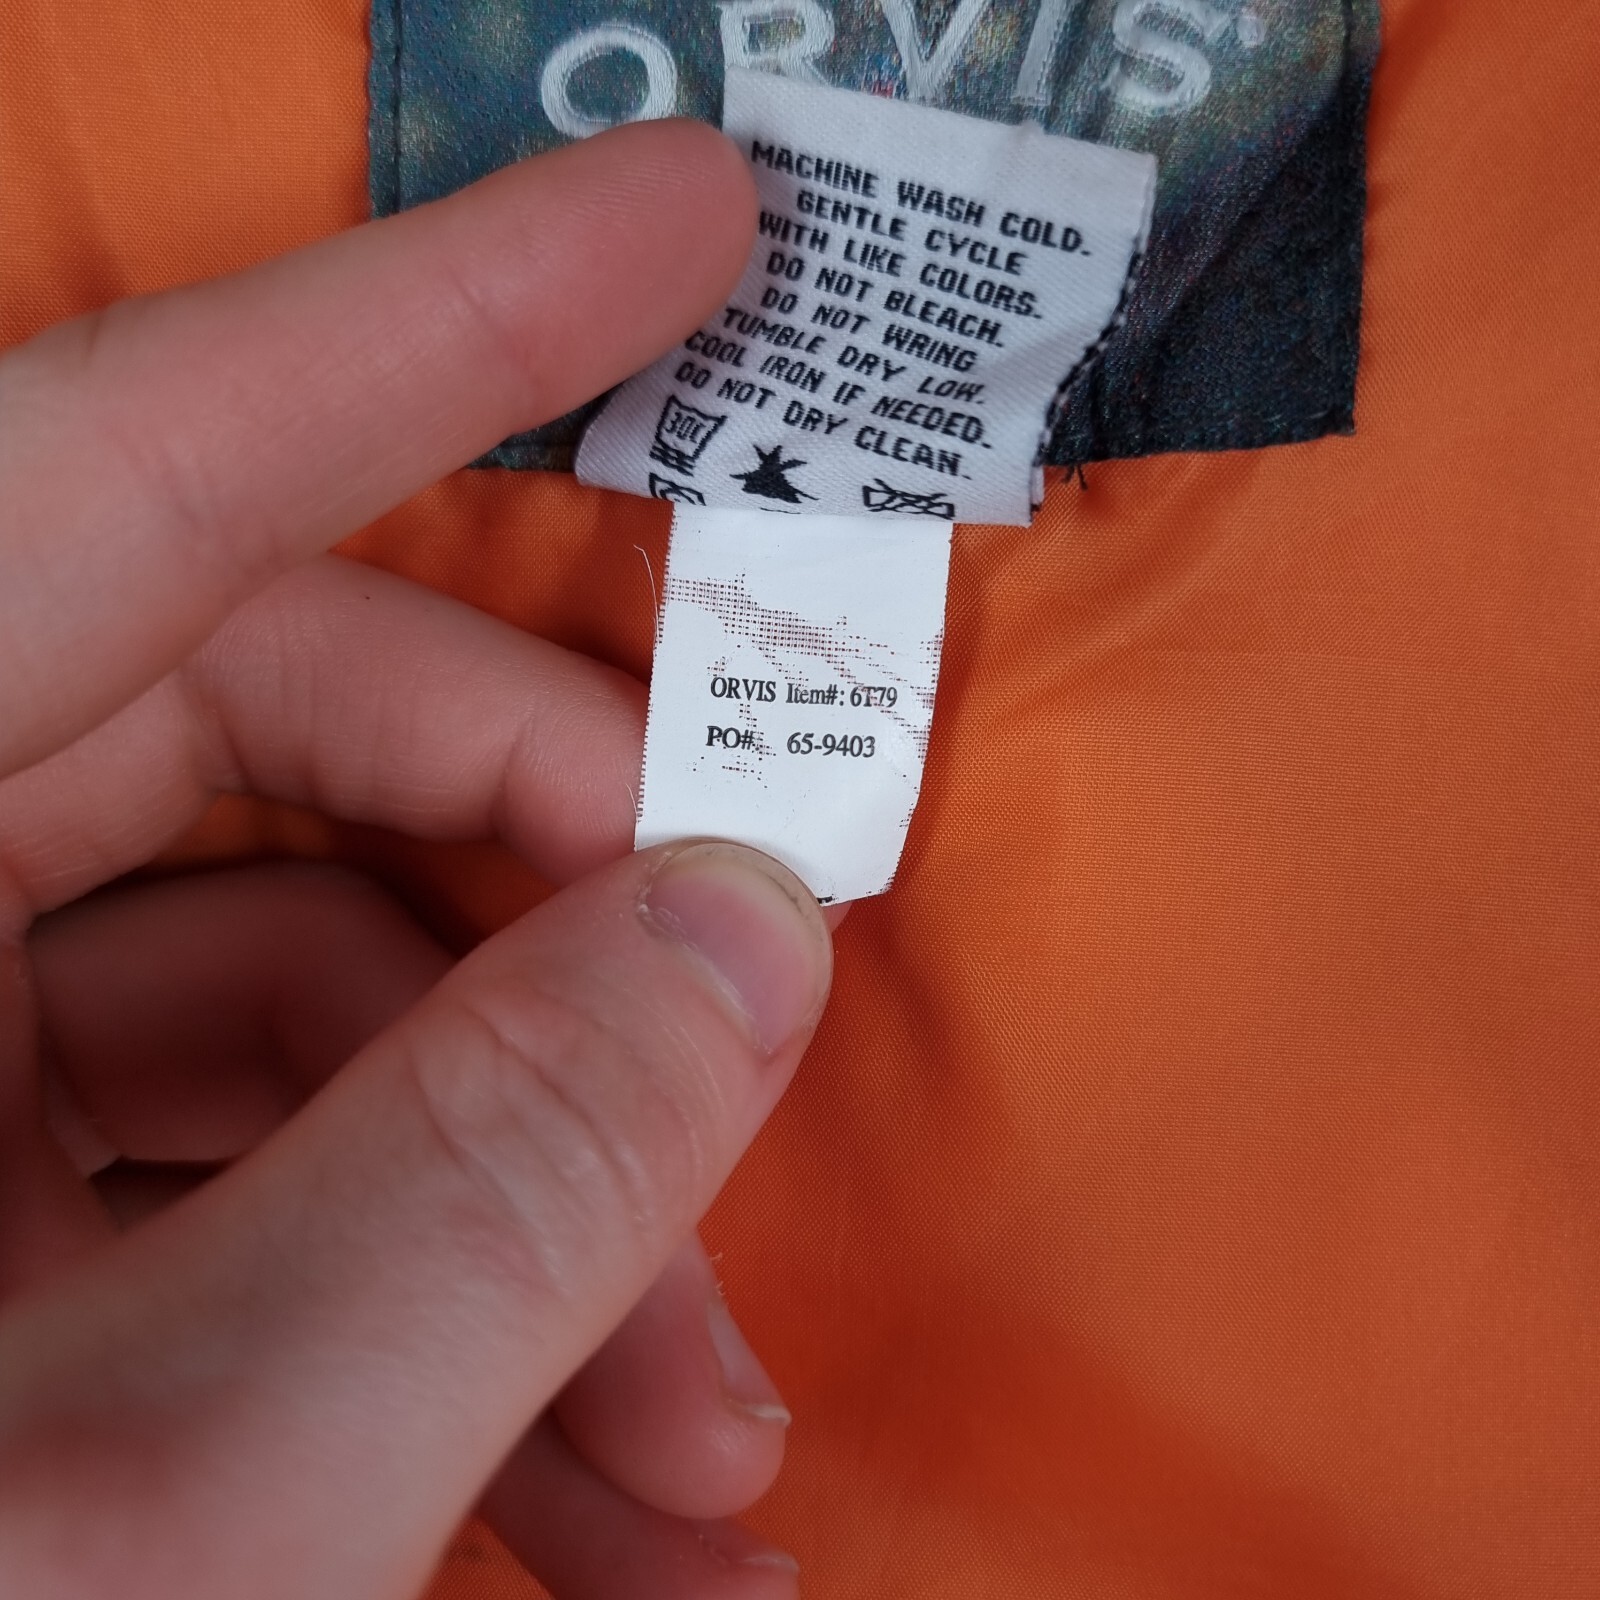 ORVIS
MACHINE WASH COLD.
GENTLE CYCLE
WITH LIKE COLORS.
DO NOT BLEACH.
DO NOT WRING
TUMBLE DRY LOW.
COOL IRON IF NEEDED.
DO NOT DRY CLEAN.
ORVIS Item#: 6T79
PO#: 65-9403